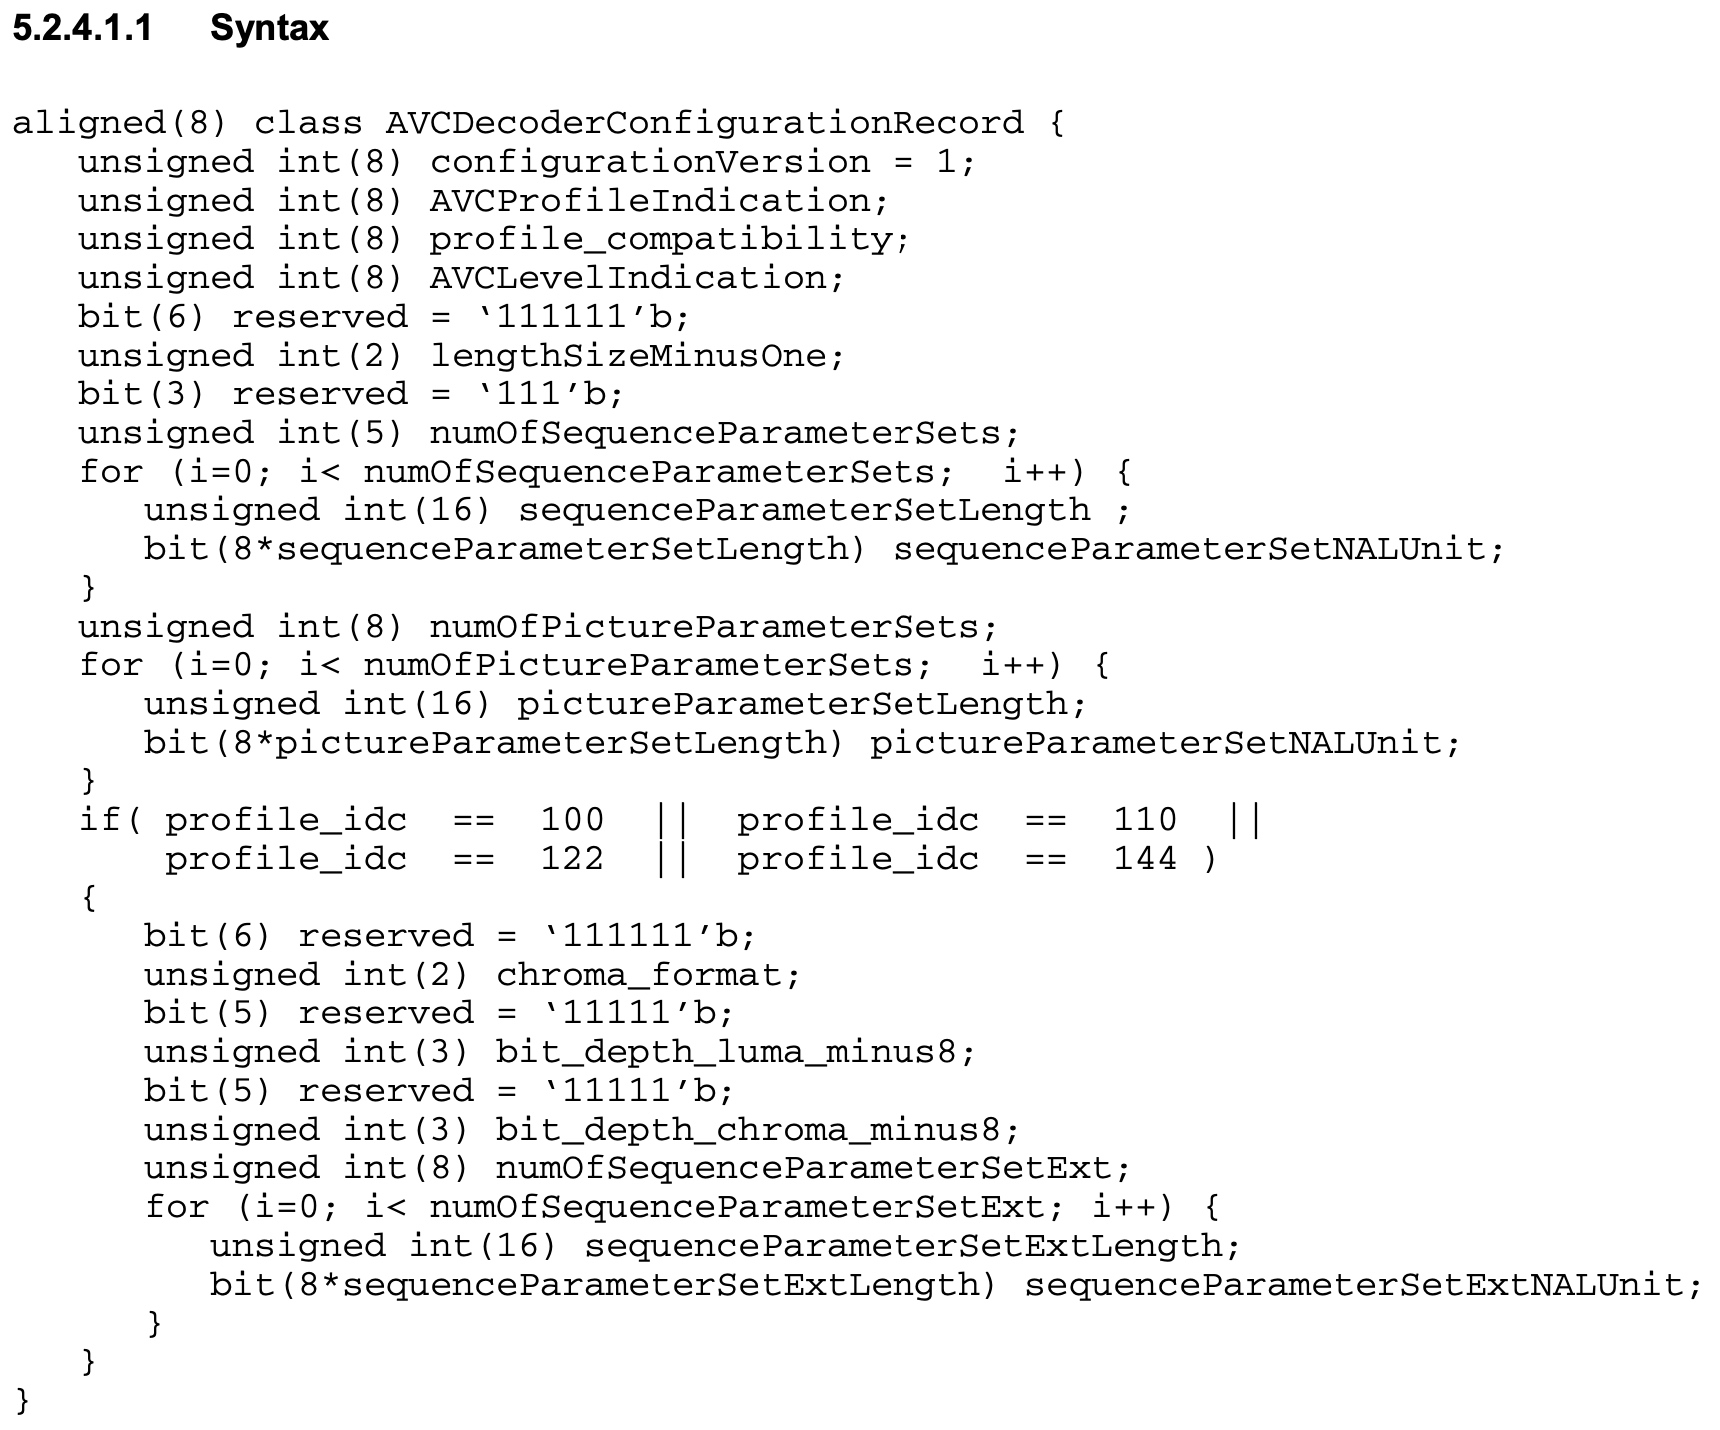 5.2.4.1.1 Syntax
aligned(8) class AVCDecoderConfigurationRecord {
unsigned int(8) configurationVersion = 1;
unsigned int(8) AVCProfileIndication;
unsigned int(8) profile_compatibility;
unsigned int(8) AVCLevelIndication;
bit(6) reserved = ‘111111’b;
unsigned int(2) lengthSizeMinusOne;
bit(3) reserved = ‘111’b;
unsigned int(5) numOfSequenceParameterSets;
for (i=0; i< numOfSequenceParameterSets;  i++) {
unsigned int(16) sequenceParameterSetLength ;
bit(8*sequenceParameterSetLength) sequenceParameterSetNALUnit;
}
unsigned int(8) numOfPictureParameterSets;
for (i=0; i< numOfPictureParameterSets;  i++) {
unsigned int(16) pictureParameterSetLength;
bit(8*pictureParameterSetLength) pictureParameterSetNALUnit;
}
if( profile_idc  ==  100  ||  profile_idc  ==  110  ||
profile_idc  ==  122  ||  profile_idc  ==  144 )
{
bit(6) reserved = ‘111111’b;
unsigned int(2) chroma_format;
bit(5) reserved = ‘11111’b;
unsigned int(3) bit_depth_luma_minus8;
bit(5) reserved = ‘11111’b;
unsigned int(3) bit_depth_chroma_minus8;
unsigned int(8) numOfSequenceParameterSetExt;
for (i=0; i< numOfSequenceParameterSetExt; i++) {
unsigned int(16) sequenceParameterSetExtLength;
bit(8*sequenceParameterSetExtLength) sequenceParameterSetExtNALUnit;
}
}
}